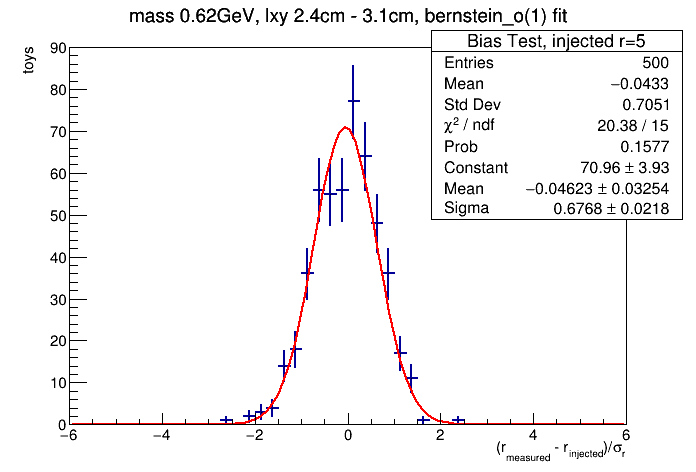 mass 0.62GeV, lxy 2.4cm - 3.1cm, bernstein_o(1) fit
Bias Test, injected r=5
Entries 500
Mean −0.0433
Std Dev 0.7051
χ² / ndf 20.38 / 15
Prob 0.1577
Constant 70.96 ± 3.93
Mean −0.04623 ± 0.03254
Sigma 0.6768 ± 0.0218
toys
90
80
70
60
50
40
30
20
10
0
−6 −4 −2 0 2 4 6
(r_measured - r_injected)/σ_r